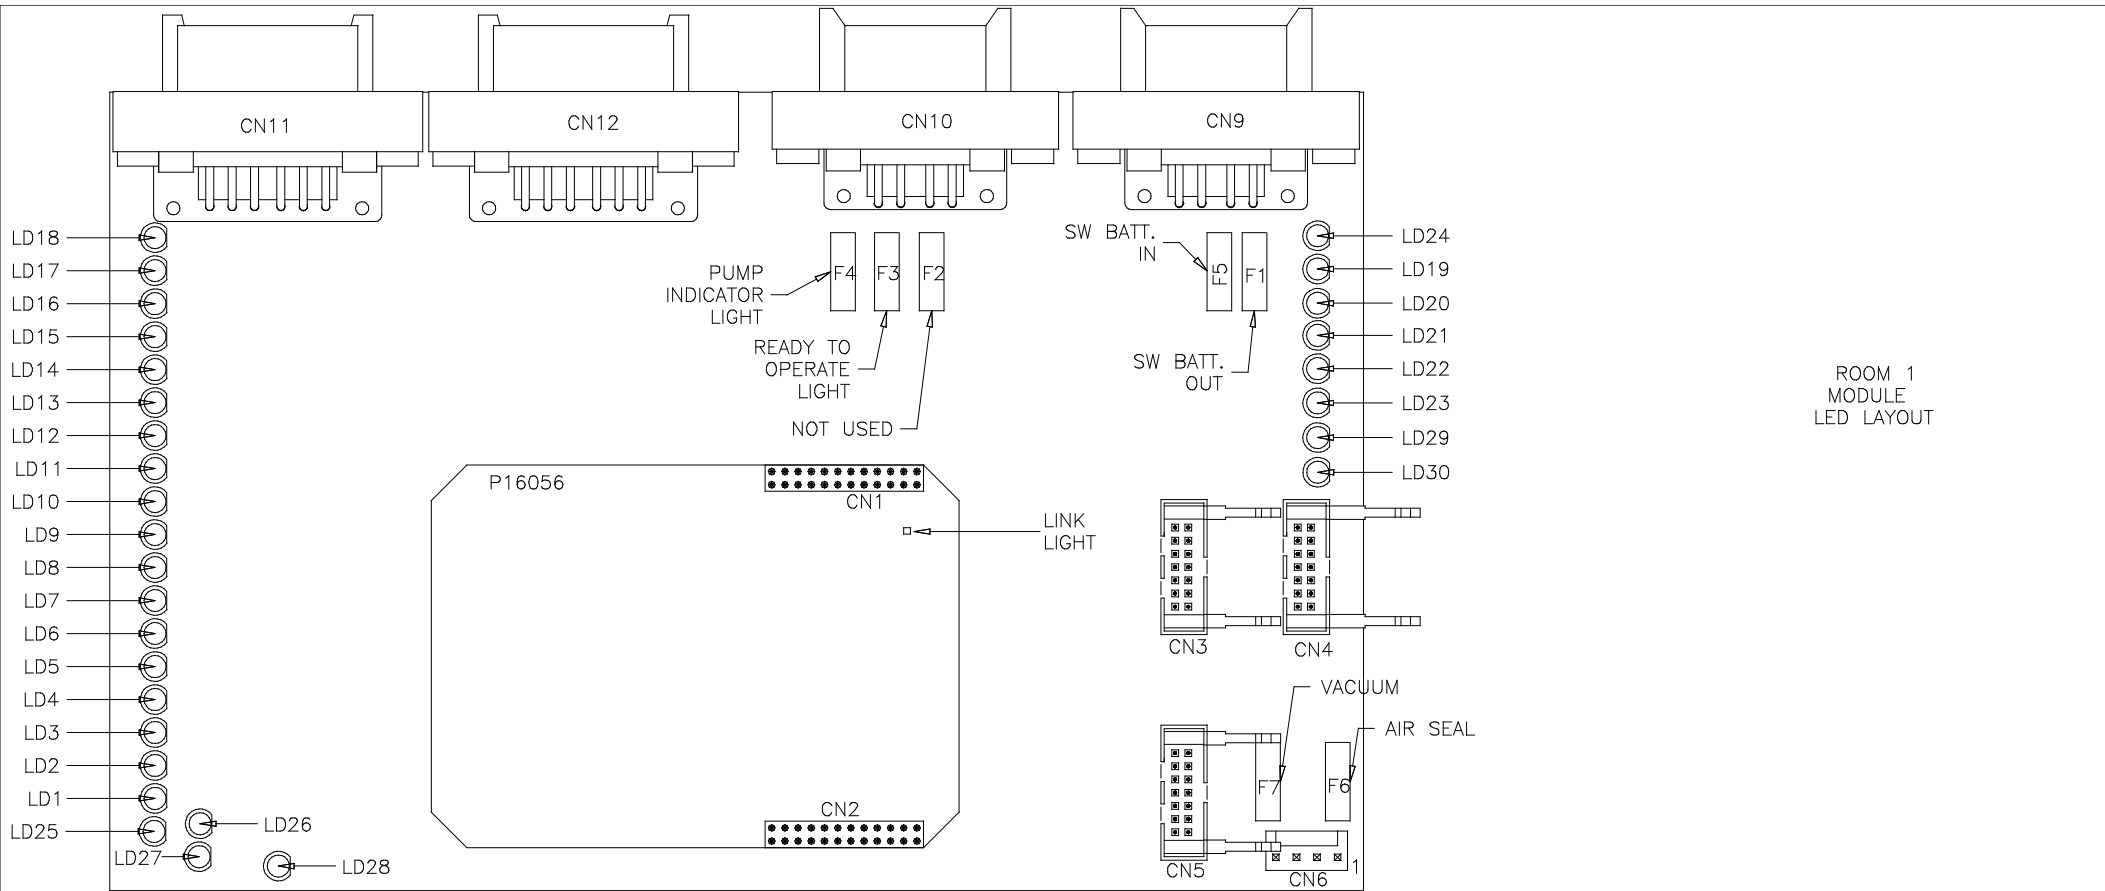 CN11
CN12
CN10
CN9
LD18
LD17
LD16
LD15
LD14
LD13
LD12
LD11
LD10
LD9
LD8
LD7
LD6
LD5
LD4
LD3
LD2
LD1
LD25
LD26
LD27
LD28
PUMP
INDICATOR
LIGHT
F4
F3
F2
READY TO
OPERATE
LIGHT
NOT USED
SW BATT.
IN
F5
F1
SW BATT.
OUT
LD24
LD19
LD20
LD21
LD22
LD23
LD29
LD30
P16056
CN1
LINK
LIGHT
CN2
CN3
CN4
VACUUM
AIR SEAL
F7
F6
CN5
CN6
1
ROOM 1
MODULE
LED LAYOUT